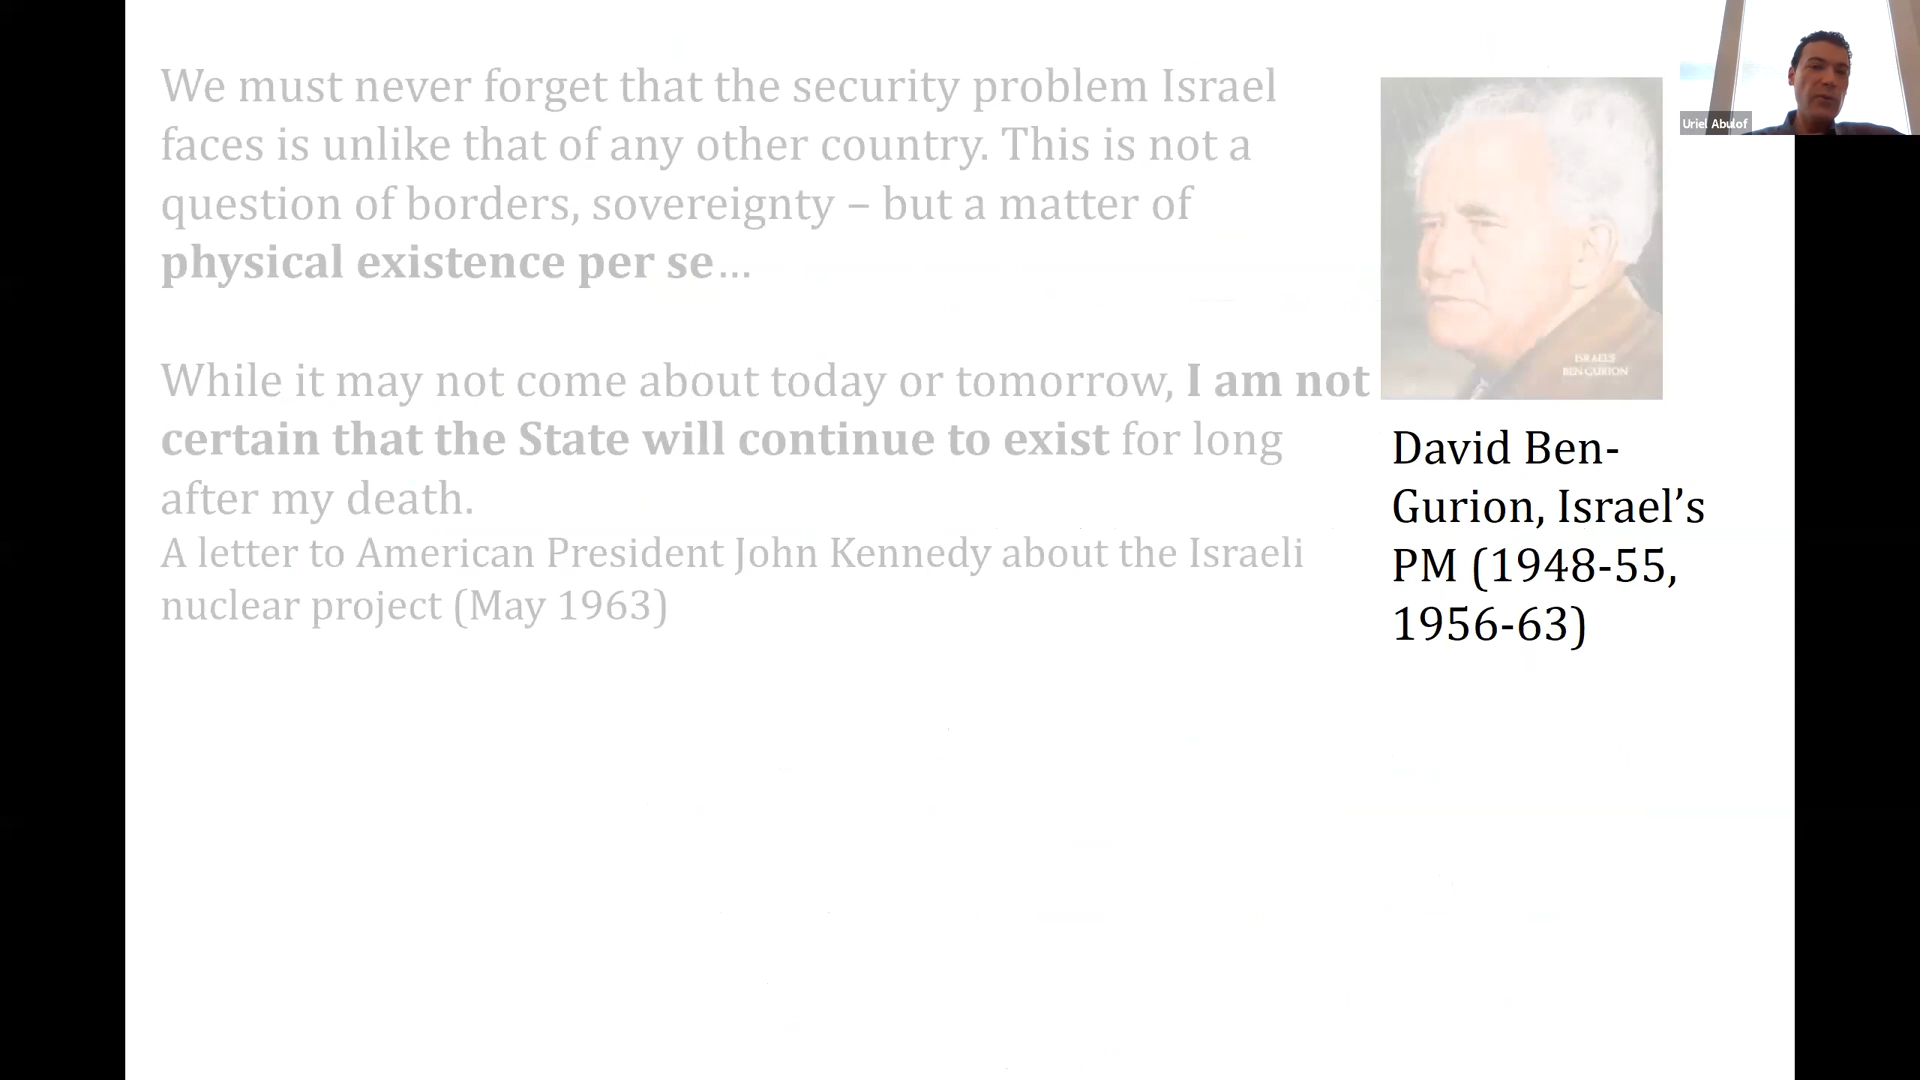 We must never forget that the security problem Israel
faces is unlike that of any other country. This is not a
question of borders, sovereignty – but a matter of
physical existence per se…
While it may not come about today or tomorrow, I am not
certain that the State will continue to exist for long
after my death.
A letter to American President John Kennedy about the Israeli
nuclear project (May 1963)
ISRAEL'S
BEN GURION
David Ben-
Gurion, Israel’s
PM (1948-55,
1956-63)
Uriel Abulof